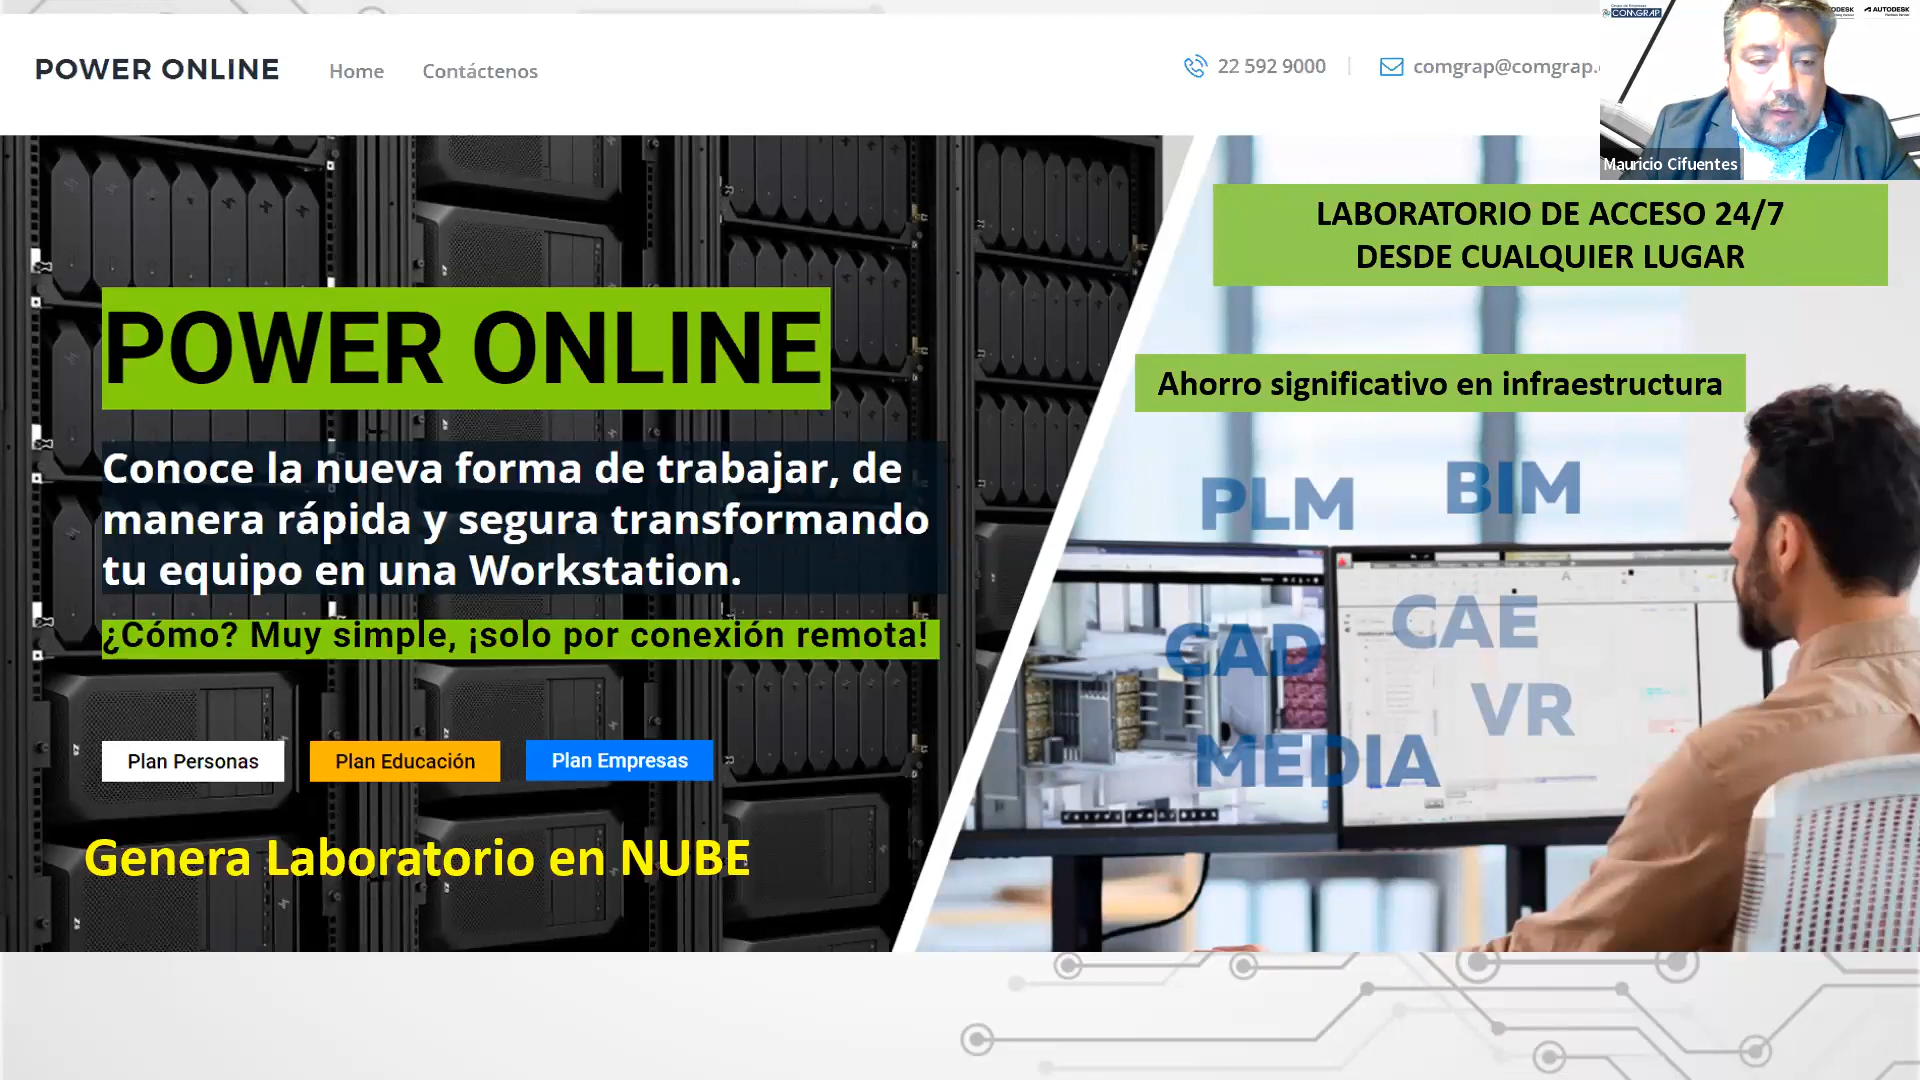 POWER ONLINE
Home
Contáctenos
22 592 9000
comgrap@comgrap.
COMGRAP
AUTODESK
Mauricio Cifuentes
LABORATORIO DE ACCESO 24/7
DESDE CUALQUIER LUGAR
POWER ONLINE
Ahorro significativo en infraestructura
Conoce la nueva forma de trabajar, de
manera rápida y segura transformando
tu equipo en una Workstation.
¿Cómo? Muy simple, ¡solo por conexión remota!
PLM
BIM
CAD
CAE
VR
MEDIA
Plan Personas
Plan Educación
Plan Empresas
Genera Laboratorio en NUBE